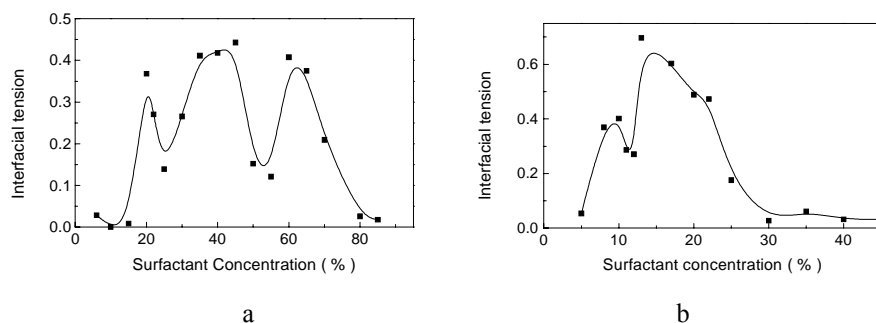 0.5
0.4
0.3
0.2
0.1
0.0
Interfacial tension
0 20 40 60 80
Surfactant Concentration ( % )
a
0.6
0.4
0.2
0.0
Interfacial tension
0 10 20 30 40
Surfactant concentration ( % )
b